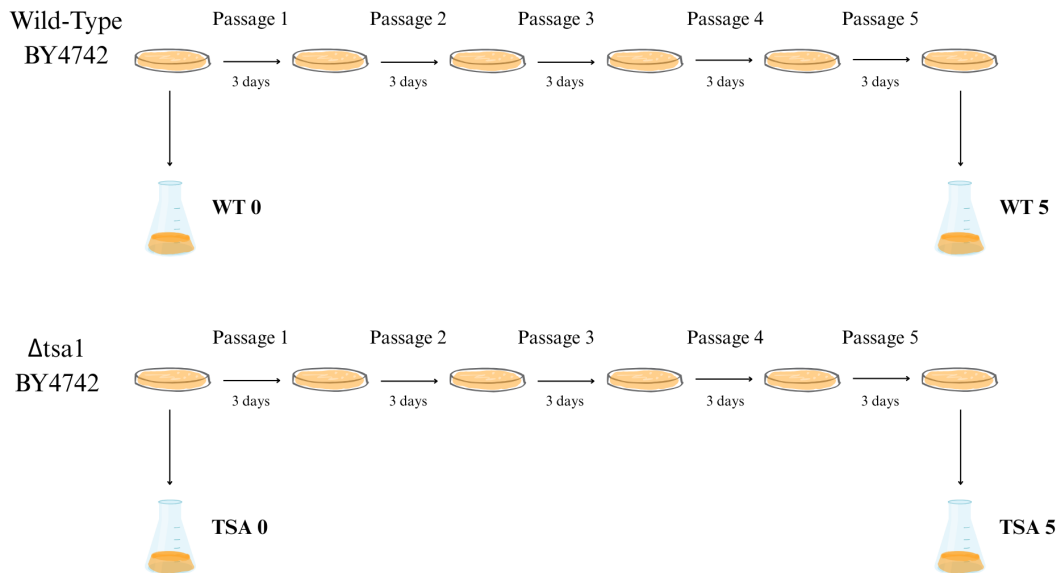 Wild-Type
BY4742
Passage 1
Passage 2
Passage 3
Passage 4
Passage 5
3 days
3 days
3 days
3 days
3 days
WT 0
WT 5
Δtsa1
BY4742
Passage 1
Passage 2
Passage 3
Passage 4
Passage 5
3 days
3 days
3 days
3 days
3 days
TSA 0
TSA 5